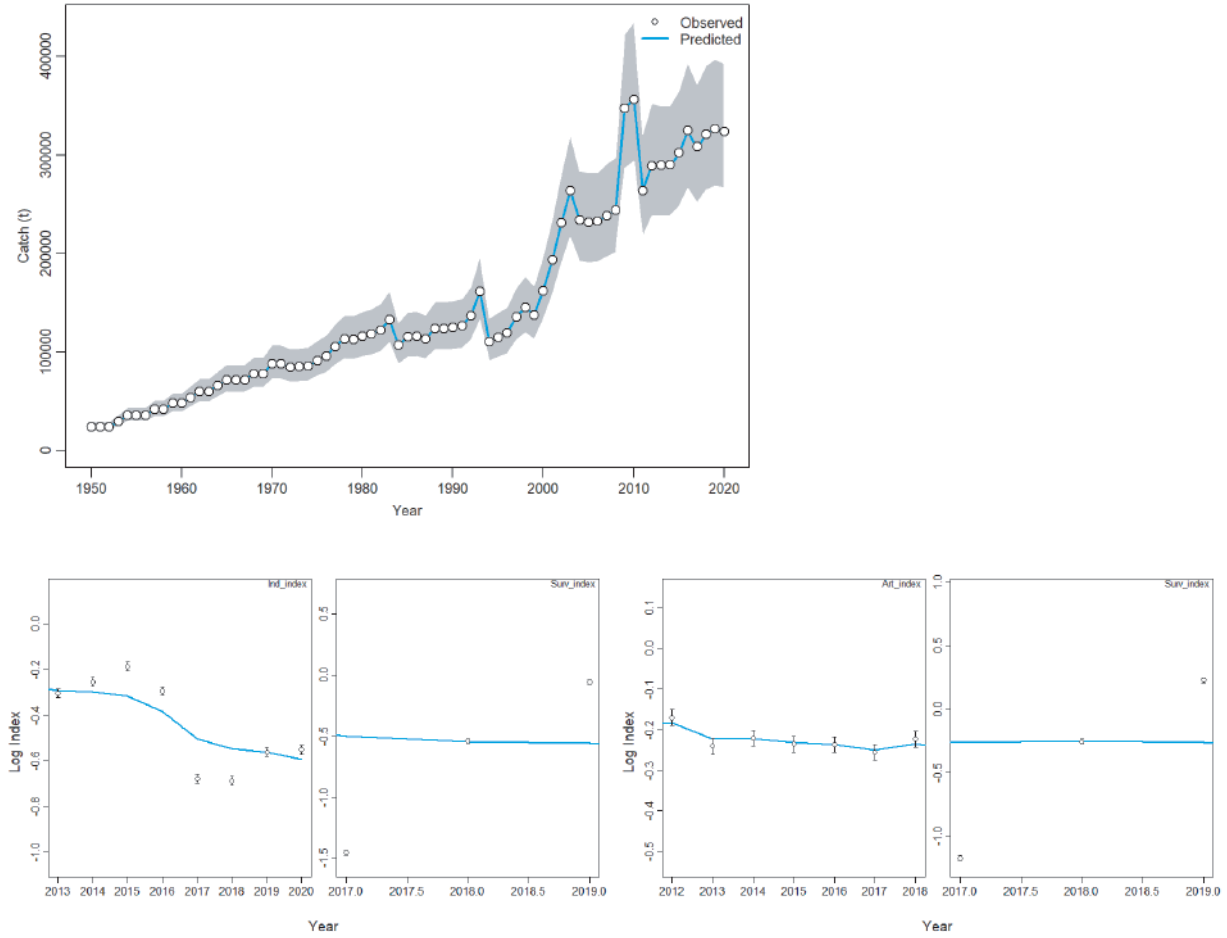 Observed
Predicted
400000
300000
200000
100000
0
Catch (t)
1950 1960 1970 1980 1990 2000 2010 2020
Year
Ind_index
0.0
-0.2
-0.4
-0.6
-0.8
-1.0
Log Index
2013 2014 2015 2016 2017 2018 2019 2020
Surv_index
0.5
0.0
-0.5
-1.0
-1.5
2017.0 2017.5 2018.0 2018.5 2019.0
Year
Art_index
0.1
0.0
-0.1
-0.2
-0.3
-0.4
-0.5
Log Index
2012 2013 2014 2015 2016 2017 2018
Surv_index
1.0
0.5
0.0
-0.5
-1.0
2017.0 2017.5 2018.0 2018.5 2019.0
Year